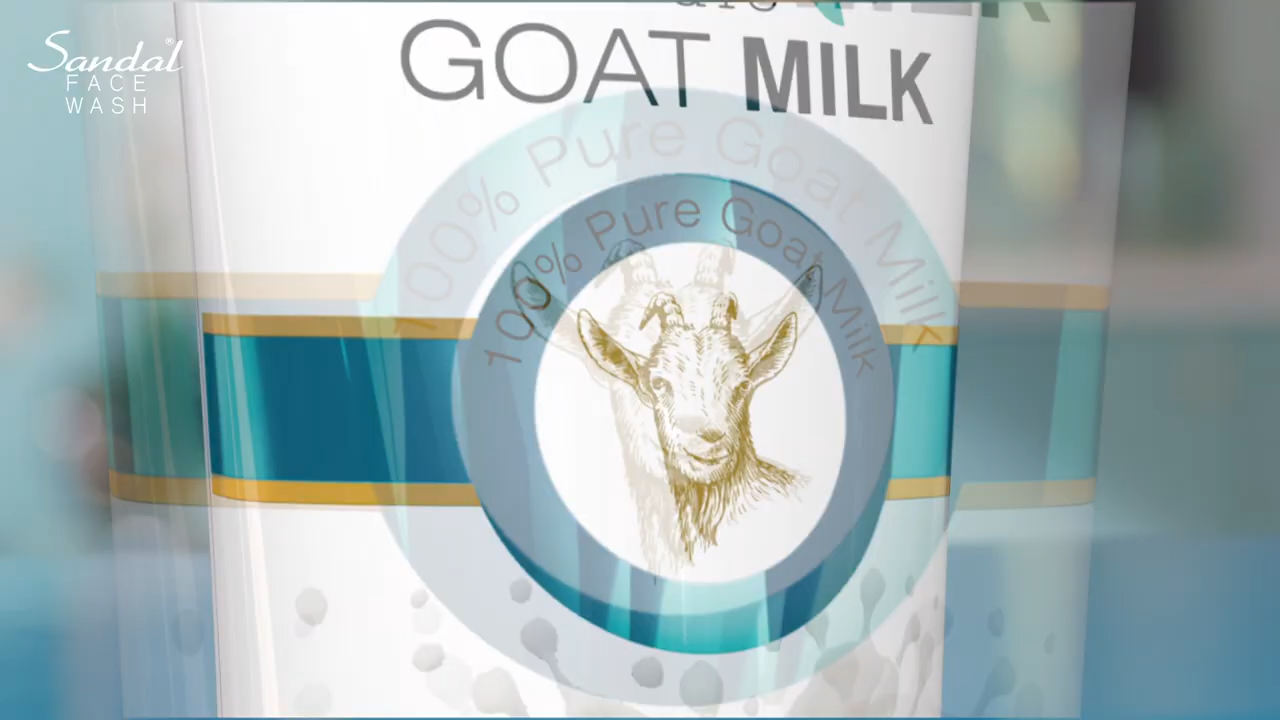 Sandal®
FACE
WASH
GOAT MILK
100% Pure Goat Milk
100% Pure Goat Milk